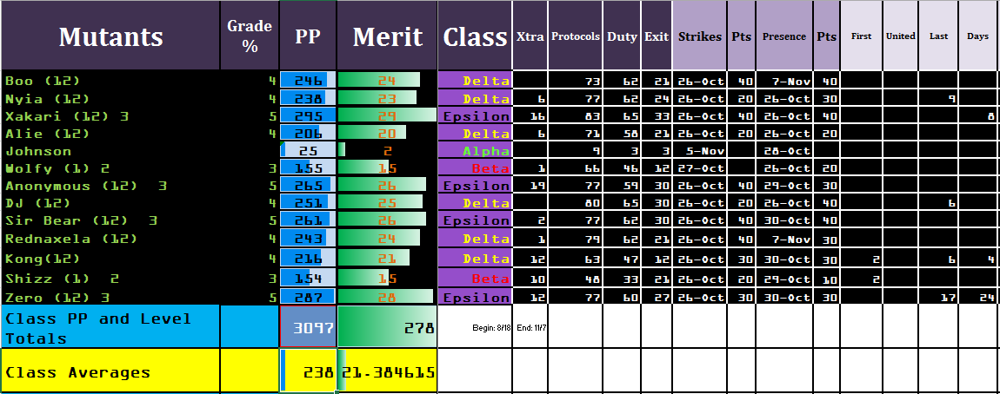 Mutants Grade % PP Merit Class Xtra Protocols Duty Exit Strikes Pts Presence Pts First United Last Days
Boo (12) 4 246 24 Delta 73 62 21 26-Oct 40 7-Nov 40
Nyia (12) 4 238 23 Delta 6 77 62 24 26-Oct 20 26-Oct 30 9
Xakari (12) 3 5 295 29 Epsilon 16 83 65 33 26-Oct 40 26-Oct 40 8
Alie (12) 4 206 20 Delta 6 71 58 21 26-Oct 20 26-Oct 20
Johnson 25 2 Alpha 9 3 3 5-Nov 28-Oct
Wolfy (1) 2 3 155 15 Beta 1 66 46 12 27-Oct 26-Oct 20
Anonymous (12) 3 5 265 26 Epsilon 19 77 59 30 26-Oct 40 29-Oct 30
DJ (12) 4 251 25 Delta 80 65 30 26-Oct 20 26-Oct 30 6
Sir Bear (12) 3 5 261 26 Epsilon 2 77 62 30 26-Oct 40 30-Oct 40
Rednaxela (12) 4 243 24 Delta 1 79 62 21 26-Oct 40 7-Nov 30
Kong(12) 4 216 21 Delta 12 63 47 12 26-Oct 30 30-Oct 30 2 6 4
Shizz (1) 2 3 154 15 Beta 10 48 33 21 26-Oct 20 29-Oct 10 2
Zero (12) 3 5 287 28 Epsilon 12 77 60 27 26-Oct 30 30-Oct 30 17 24
Class PP and Level Totals 3097 278 Begin: 8/18 End: 11/7
Class Averages 238 21.384615